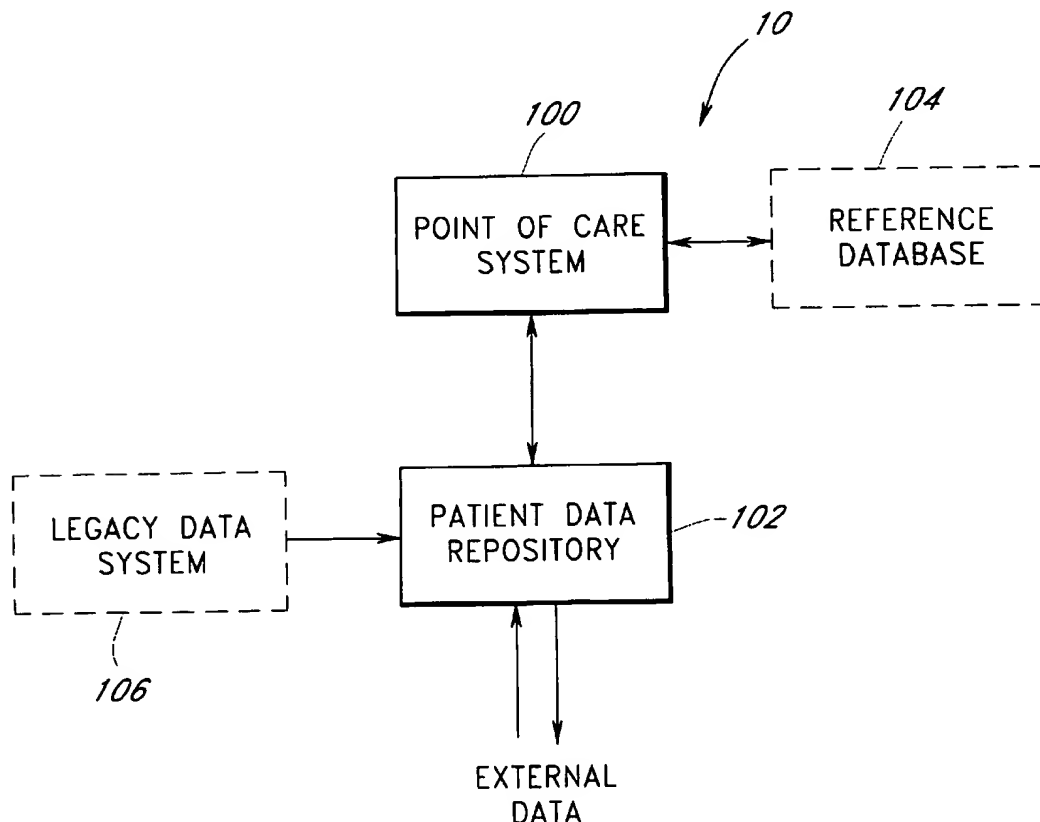 10
100
104
POINT OF CARE
SYSTEM
REFERENCE
DATABASE
LEGACY DATA
SYSTEM
PATIENT DATA
REPOSITORY
102
106
EXTERNAL
DATA